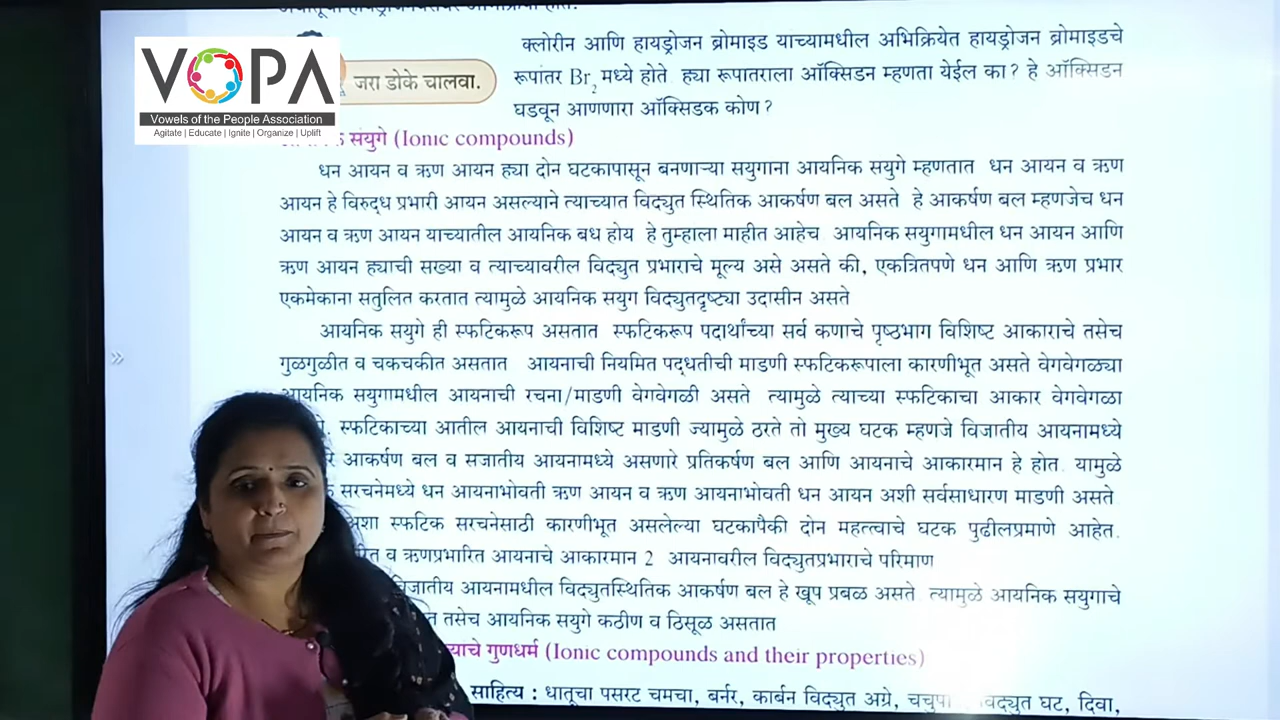 VOPA
Vowels of the People Association
Agitate | Educate | Ignite | Organize | Uplift
जरा डोके चालवा.
क्लोरीन आणि हायड्रोजन ब्रोमाइड याच्यामधील अभिक्रियेत हायड्रोजन ब्रोमाइडचे
रूपांतर Br2 मध्ये होते ह्या रूपातराला ऑक्सिडन म्हणता येईल का? हे ऑक्सिडन
घडवून आणणारा ऑक्सिडक कोण?
सयुगे (Ionic compounds)
धन आयन व ऋण आयन ह्या दोन घटकापासून बनणाऱ्या सयुगाना आयनिक सयुगे म्हणतात धन आयन व ऋण
आयन हे विरुद्ध प्रभारी आयन असल्याने त्याच्यात विद्युत स्थितिक आकर्षण बल असते हे आकर्षण बल म्हणजेच धन
आयन व ऋण आयन याच्यातील आयनिक बध होय हे तुम्हाला माहीत आहेच आयनिक सयुगामधील धन आयन आणि
ऋण आयन ह्याची सख्या व त्याच्यावरील विद्युत प्रभाराचे मूल्य असे असते की, एकत्रितपणे धन आणि ऋण प्रभार
एकमेकाना सतुलित करतात त्यामुळे आयनिक सयुग विद्युतदृष्ट्या उदासीन असते
आयनिक सयुगे ही स्फटिकरूप असतात स्फटिकरूप पदार्थांच्या सर्व कणाचे पृष्ठभाग विशिष्ट आकाराचे तसेच
गुळगुळीत व चकचकीत असतात आयनाची नियमित पद्धतीची माडणी स्फटिकरूपाला कारणीभूत असते वेगवेगळ्या
आयनिक सयुगामधील आयनाची रचना/माडणी वेगवेगळी असते त्यामुळे त्याच्या स्फटिकाचा आकार वेगवेगळा
स्फटिकाच्या आतील आयनाची विशिष्ट माडणी ज्यामुळे ठरते तो मुख्य घटक म्हणजे विजातीय आयनामध्ये
आकर्षण बल व सजातीय आयनामध्ये असणारे प्रतिकर्षण बल आणि आयनाचे आकारमान हे होत. यामुळे
सरचनेमध्ये धन आयनाभोवती ऋण आयन व ऋण आयनाभोवती धन आयन अशी सर्वसाधारण माडणी असते
अशा स्फटिक सरचनेसाठी कारणीभूत असलेल्या घटकापैकी दोन महत्त्वाचे घटक पुढीलप्रमाणे आहेत.
व ऋणप्रभारित आयनाचे आकारमान 2 आयनावरील विद्युतप्रभाराचे परिमाण
विजातीय आयनामधील विद्युतस्थितिक आकर्षण बल हे खूप प्रबळ असते त्यामुळे आयनिक सयुगाचे
तसेच आयनिक सयुगे कठीण व ठिसूळ असतात
गुणधर्म (Ionic compounds and their properties)
साहित्य : धातूचा पसरट चमचा, बर्नर, कार्बन विद्युत अग्रे, विद्युत घट, दिवा,